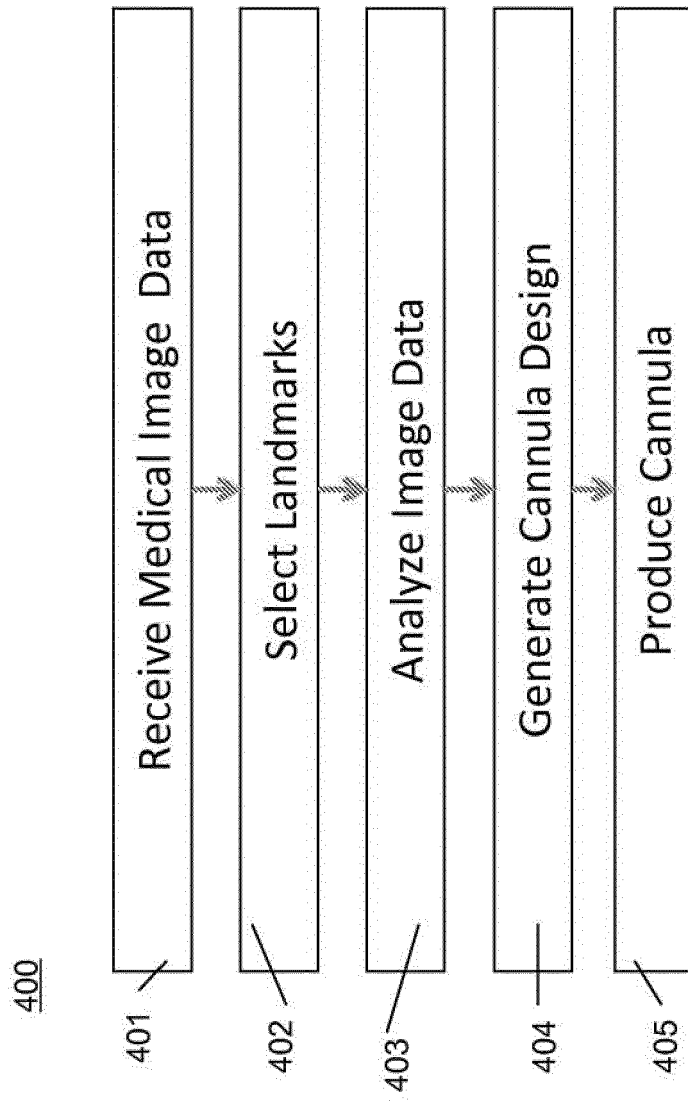 400
401
Receive Medical Image Data
402
Select Landmarks
403
Analyze Image Data
404
Generate Cannula Design
405
Produce Cannula